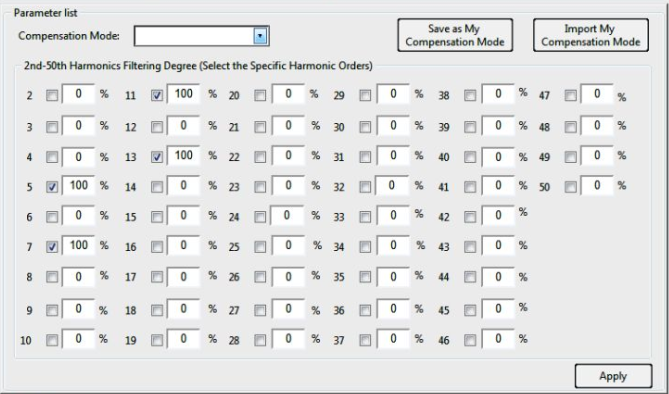 Parameter list
Compensation Mode:
Save as My
Compensation Mode
Import My
Compensation Mode
2nd-50th Harmonics Filtering Degree (Select the Specific Harmonic Orders)
2 0 % 11 100 % 20 0 % 29 0 % 38 0 % 47 0 %
3 0 % 12 0 % 21 0 % 30 0 % 39 0 % 48 0 %
4 0 % 13 100 % 22 0 % 31 0 % 40 0 % 49 0 %
5 100 % 14 0 % 23 0 % 32 0 % 41 0 % 50 0 %
6 0 % 15 0 % 24 0 % 33 0 % 42 0 %
7 100 % 16 0 % 25 0 % 34 0 % 43 0 %
8 0 % 17 0 % 26 0 % 35 0 % 44 0 %
9 0 % 18 0 % 27 0 % 36 0 % 45 0 %
10 0 % 19 0 % 28 0 % 37 0 % 46 0 %
Apply